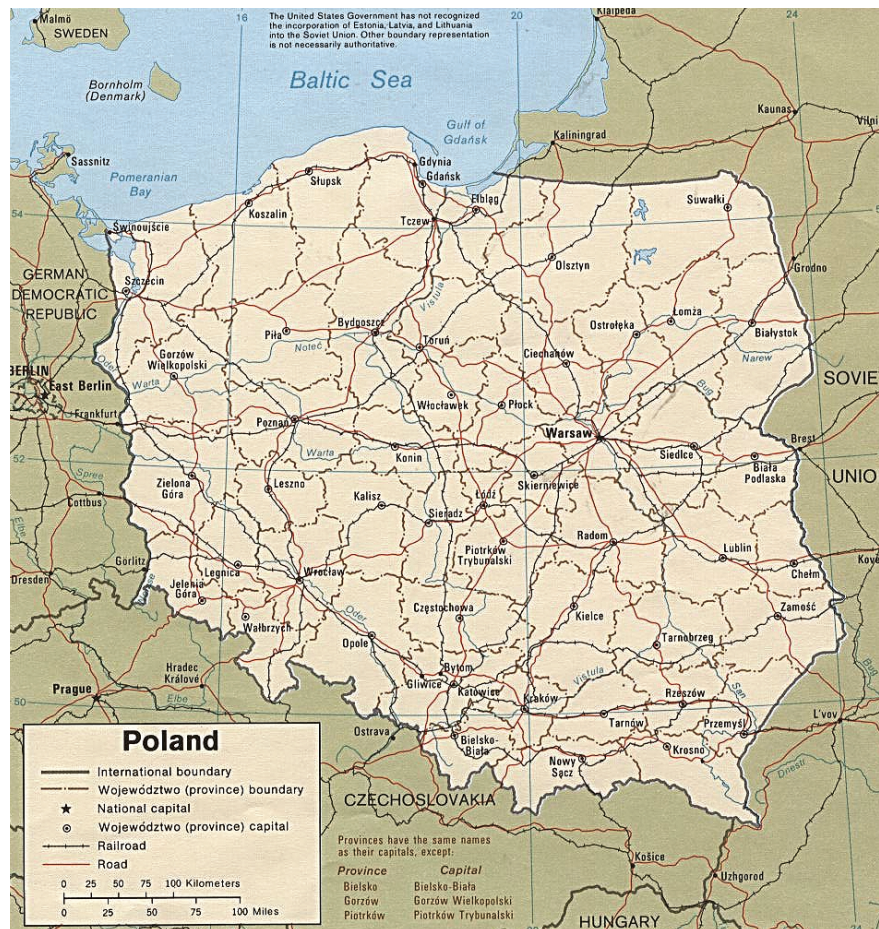 Malmö
SWEDEN
16
The United States Government has not recognized
the incorporation of Estonia, Latvia, and Lithuania
into the Soviet Union. Other boundary representation
is not necessarily authoritative.
20
Klaipeda
24
Bornholm
(Denmark)
Baltic Sea
Kaunas
Gulf of
Gdańsk
Kaliningrad
Vilni
Sassnitz
Pomeranian
Bay
Gdynia
Gdańsk
Słupsk
Koszalin
Elbląg
Suwałki
54
Tczew
Świnoujście
Olsztyn
Grodno
GERMAN
DEMOCRATIC
REPUBLIC
Szczecin
Vistula
Piła
Bydgoszcz
Toruń
Ostrołęka
Łomża
Białystok
Noteć
Gorzów
Wielkopolski
Ciechanów
Narew
Oder
BERLIN
East Berlin
Warta
Włocławek
Płock
Bug
SOVIE
Frankfurt
Poznań
Warsaw
Brest
Warta
Konin
Siedlce
52
Biała
Podlaska
Spree
Zielona
Góra
Leszno
Skierniewice
UNIO
Cottbus
Kalisz
Sieradz
Łódź
Elbe
Piotrków
Trybunalski
Radom
Lublin
Görlitz
Dresden
Legnica
Wrocław
Chełm
Kove
Neisse
Jelenia
Góra
Oder
Częstochowa
Kielce
Zamość
Wałbrzych
Opole
Tarnobrzeg
Hradec
Králové
Bytom
Gliwice
Katowice
Vistula
San
Bug
Prague
Elbe
Kraków
Rzeszów
50
Tarnów
Przemyśl
L'vov
Ostrava
Bielsko-
Biała
Krosno
Nowy
Sącz
Dnestr
CZECHOSLOVAKIA
Poland
International boundary
Województwo (province) boundary
National capital
Województwo (province) capital
Railroad
Road
0 25 50 75 100 Kilometers
0 25 50 75 100 Miles
Provinces have the same names
as their capitals, except:
Province Capital
Bielsko Bielsko-Biała
Gorzów Gorzów Wielkopolski
Piotrków Piotrków Trybunalski
Košice
Uzhgorod
20
HUNGARY